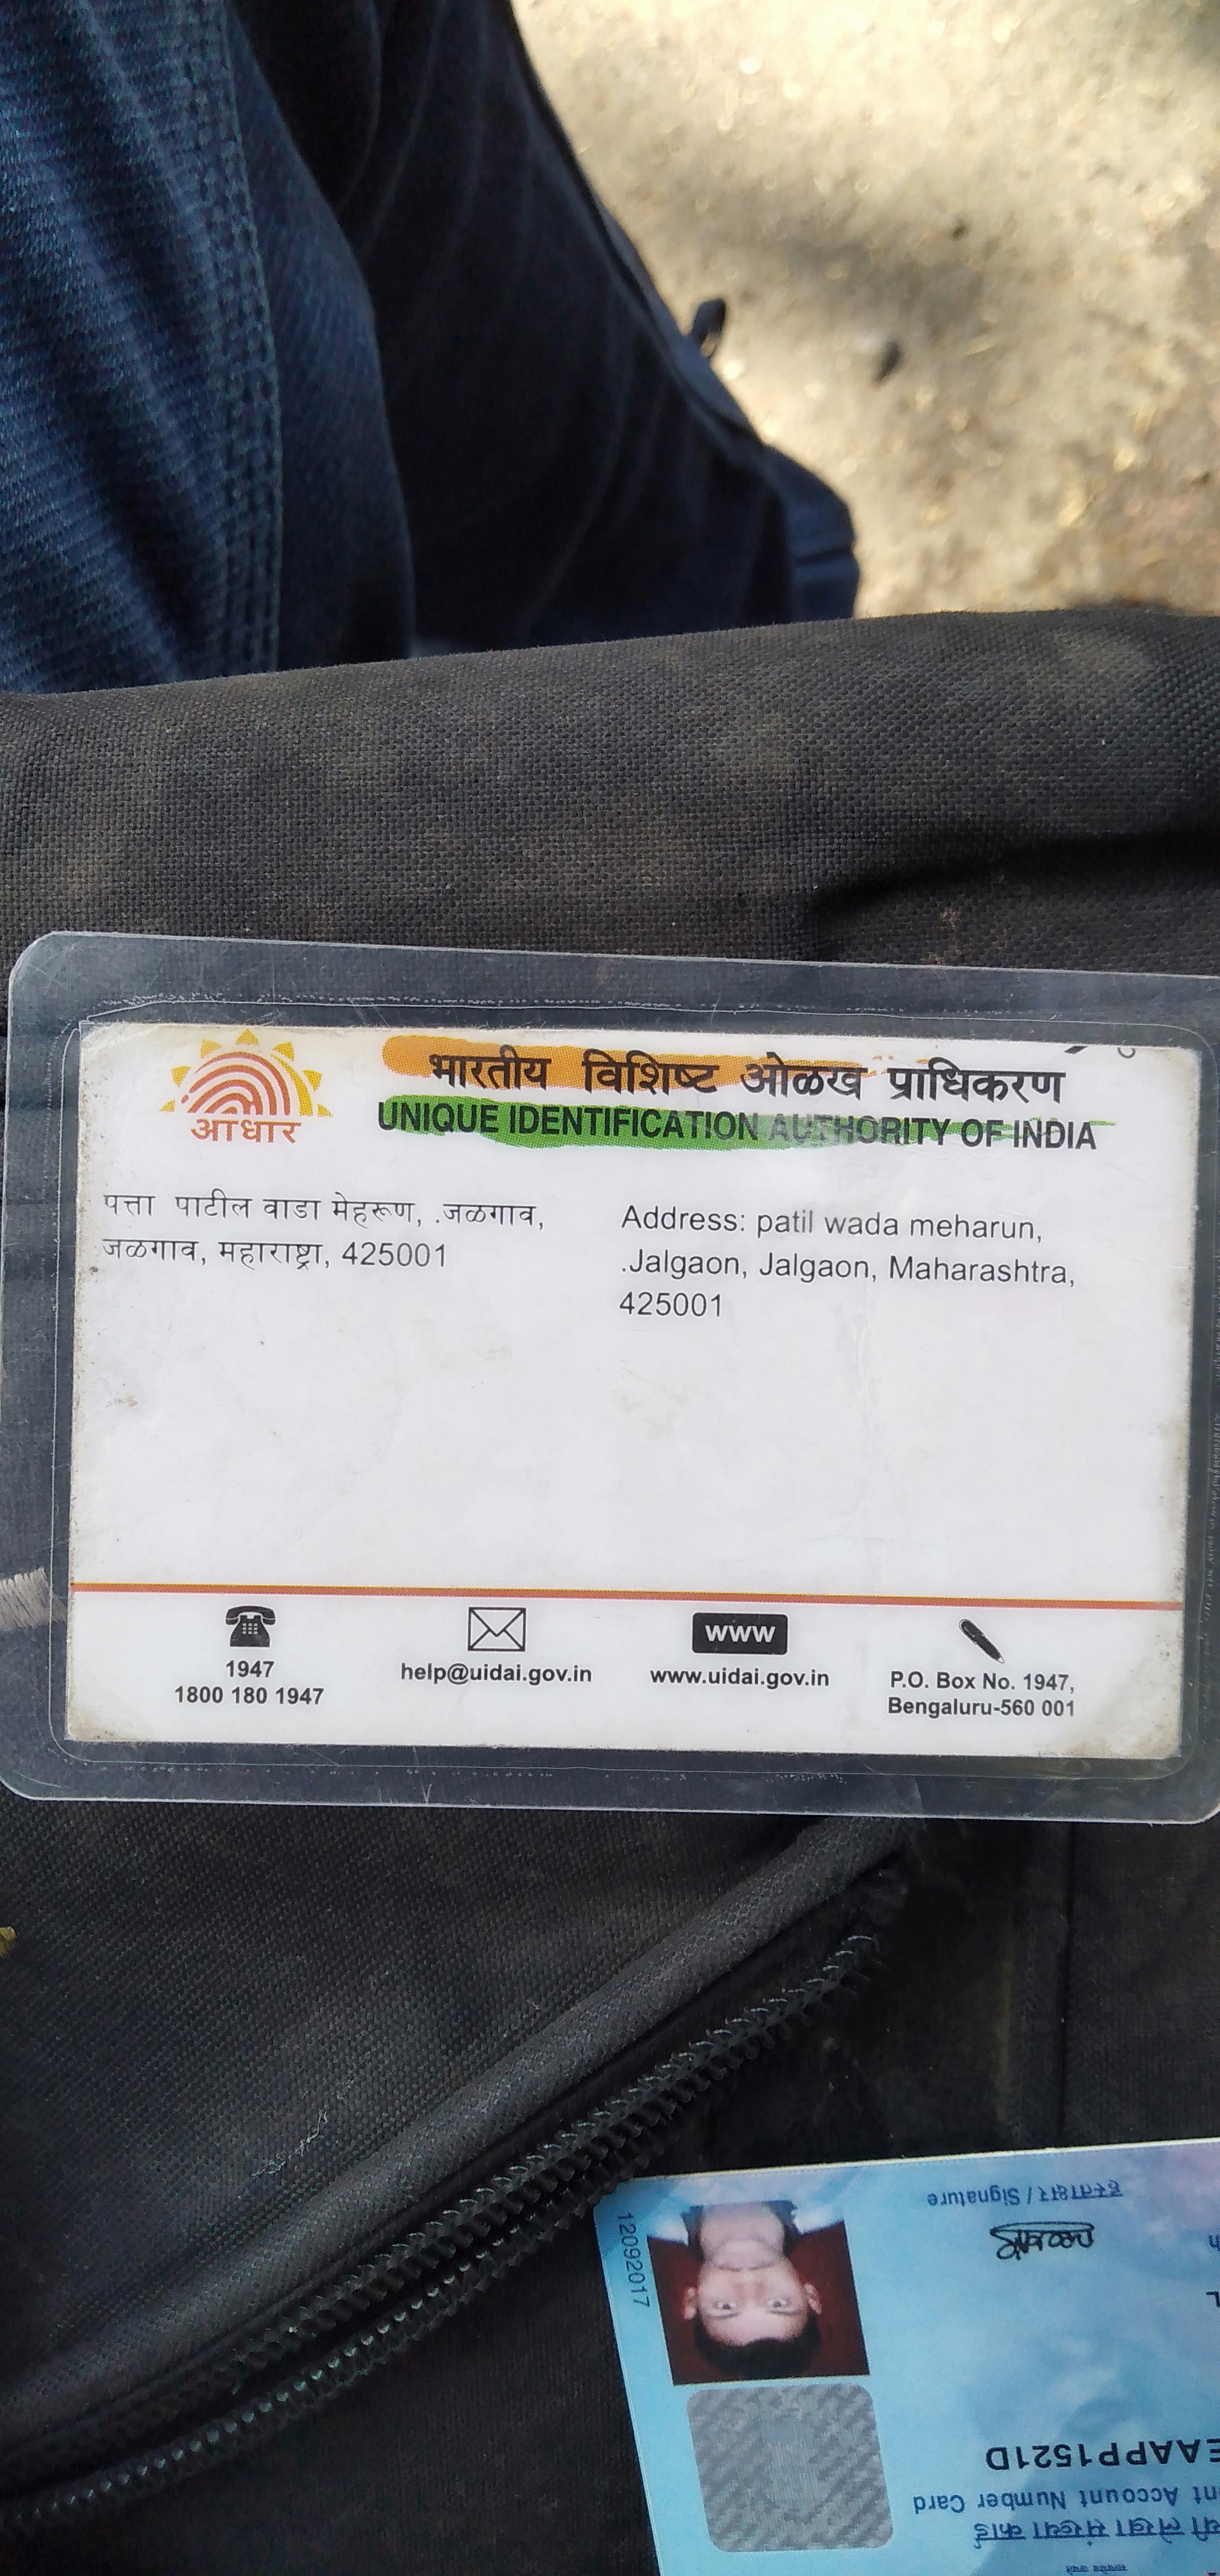 आधार
भारतीय विशिष्ट ओळख प्राधिकरण
UNIQUE IDENTIFICATION AUTHORITY OF INDIA
पत्ता पाटील वाडा मेहरूण, .जळगाव,
जळगाव, महाराष्ट्रा, 425001
Address: patil wada meharun,
.Jalgaon, Jalgaon, Maharashtra,
425001
1947
1800 180 1947
help@uidai.gov.in
www
www.uidai.gov.in
P.O. Box No. 1947,
Bengaluru-560 001
लेखा संख्या कार्ड
Account Number Card
EAAPP1521D
12092017
हस्ताक्षर / Signature